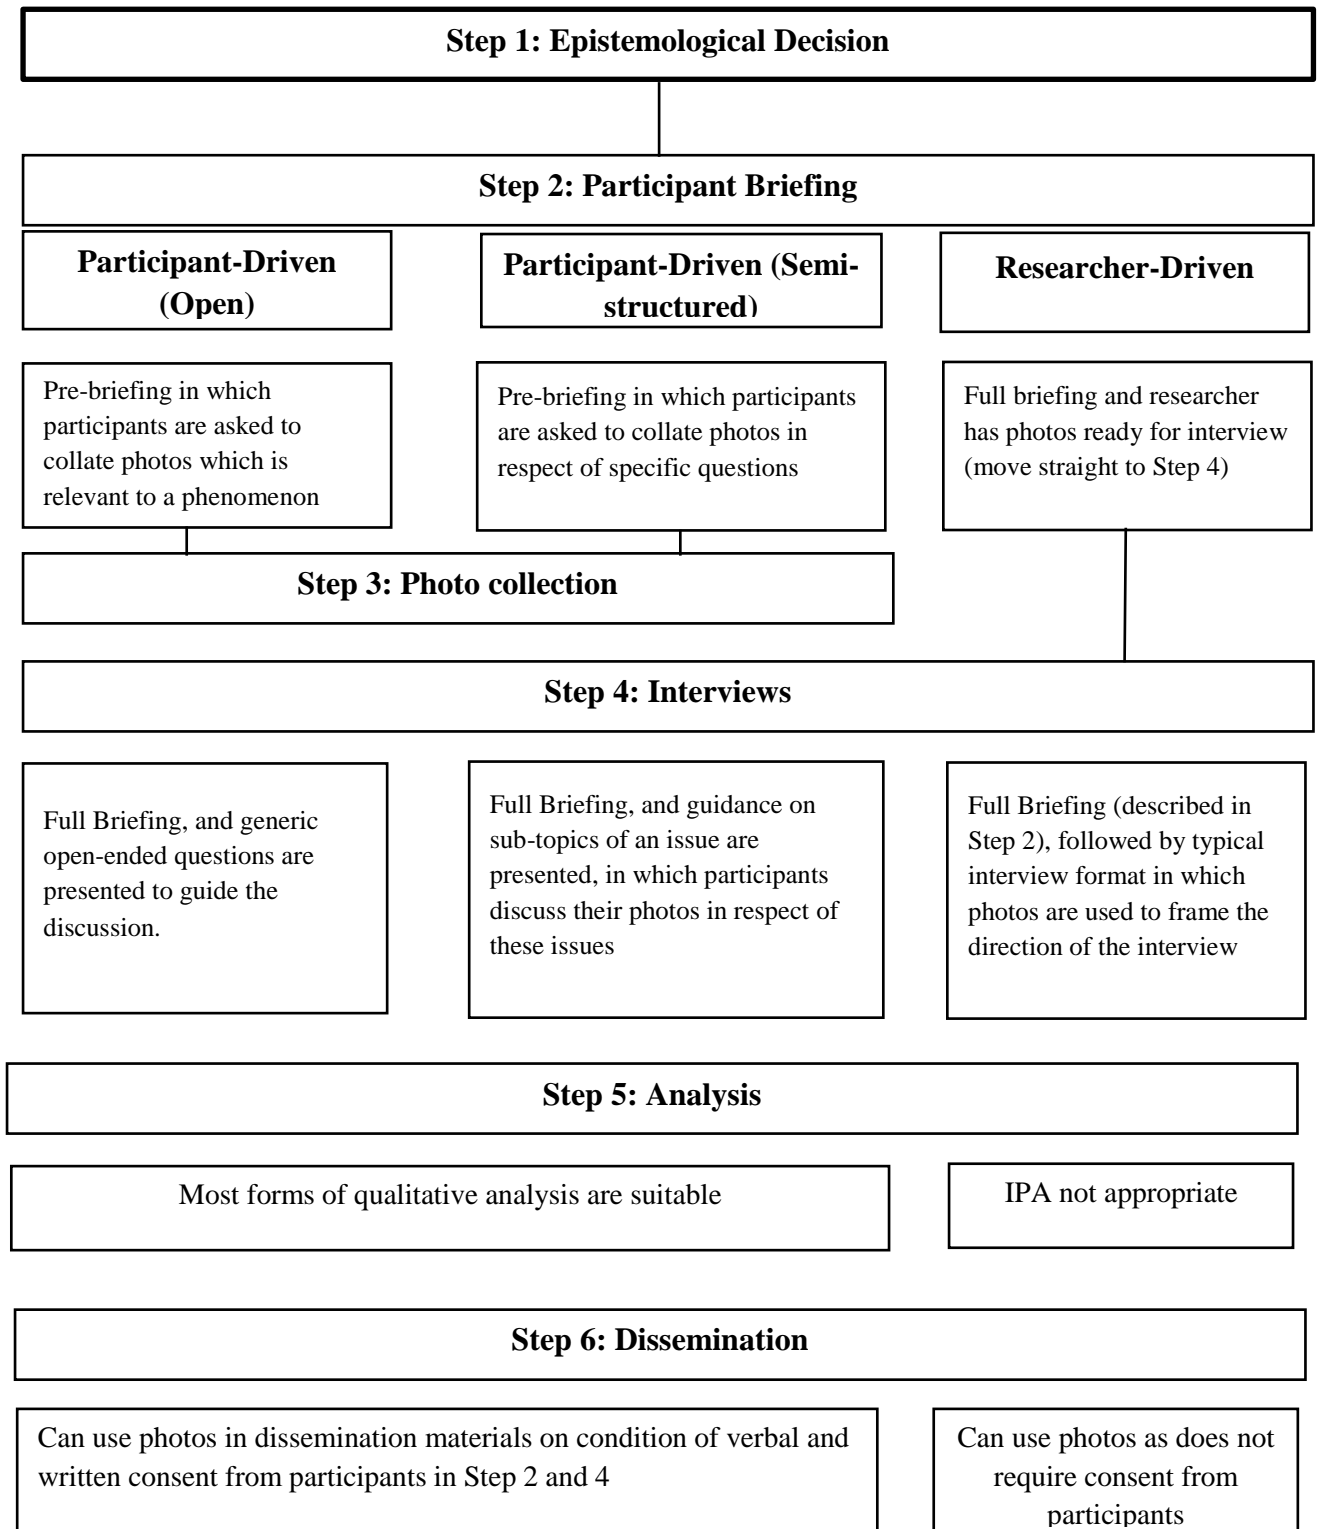 Step 1: Epistemological Decision
Step 2: Participant Briefing
Participant-Driven
(Open)
Participant-Driven (Semi-
structured)
Researcher-Driven
Pre-briefing in which
participants are asked to
collate photos which is
relevant to a phenomenon
Pre-briefing in which participants
are asked to collate photos in
respect of specific questions
Full briefing and researcher
has photos ready for interview
(move straight to Step 4)
Step 3: Photo collection
Step 4: Interviews
Full Briefing, and generic
open-ended questions are
presented to guide the
discussion.
Full Briefing, and guidance on
sub-topics of an issue are
presented, in which participants
discuss their photos in respect of
these issues
Full Briefing (described in
Step 2), followed by typical
interview format in which
photos are used to frame the
direction of the interview
Step 5: Analysis
Most forms of qualitative analysis are suitable
IPA not appropriate
Step 6: Dissemination
Can use photos in dissemination materials on condition of verbal and
written consent from participants in Step 2 and 4
Can use photos as does not
require consent from
participants